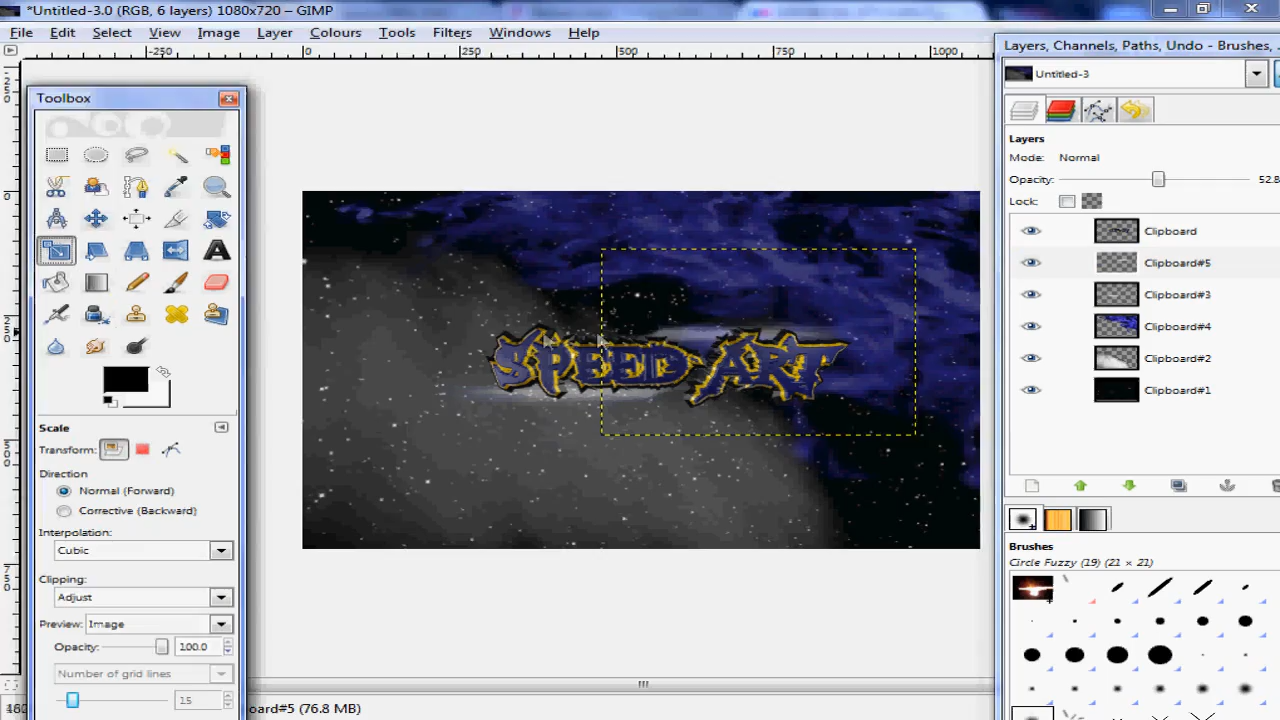 *Untitled-3.0 (RGB, 6 layers) 1080x720 – GIMP
File Edit Select View Image Layer Colours Tools Filters Windows Help
-250 0 250 500 750 1000
Layers, Channels, Paths, Undo - Brushes, ...
Untitled-3
Toolbox
Layers
Mode: Normal
Opacity: 52.8
Lock:
Clipboard
Clipboard#5
Clipboard#3
Clipboard#4
Clipboard#2
Clipboard#1
SPEED ART
Scale
Transform:
Direction
Normal (Forward)
Corrective (Backward)
Interpolation:
Cubic
Clipping:
Adjust
Preview: Image
Opacity: 100.0
Number of grid lines
15
Brushes
Circle Fuzzy (19) (21 × 21)
oard#5 (76.8 MB)